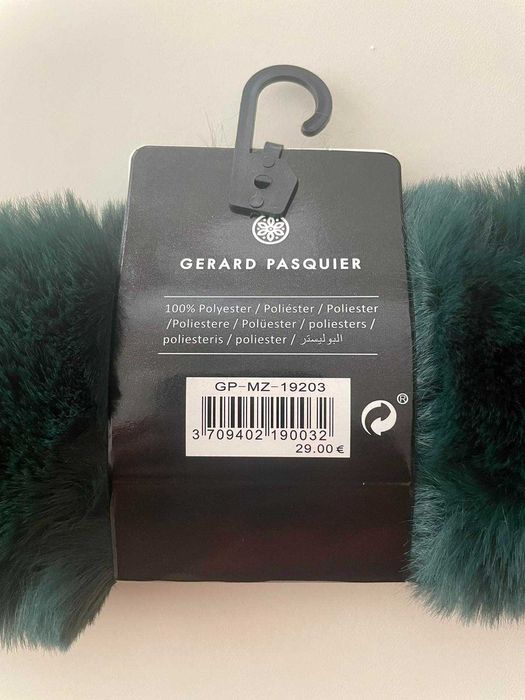 GERARD PASQUIER
100% Polyester / Poliéster / Poliester
/Poliestere / Polüester / poliesters /
poliesteris / poliester / البوليستر
GP-MZ-19203
3 709402 190032
29.00 €
®